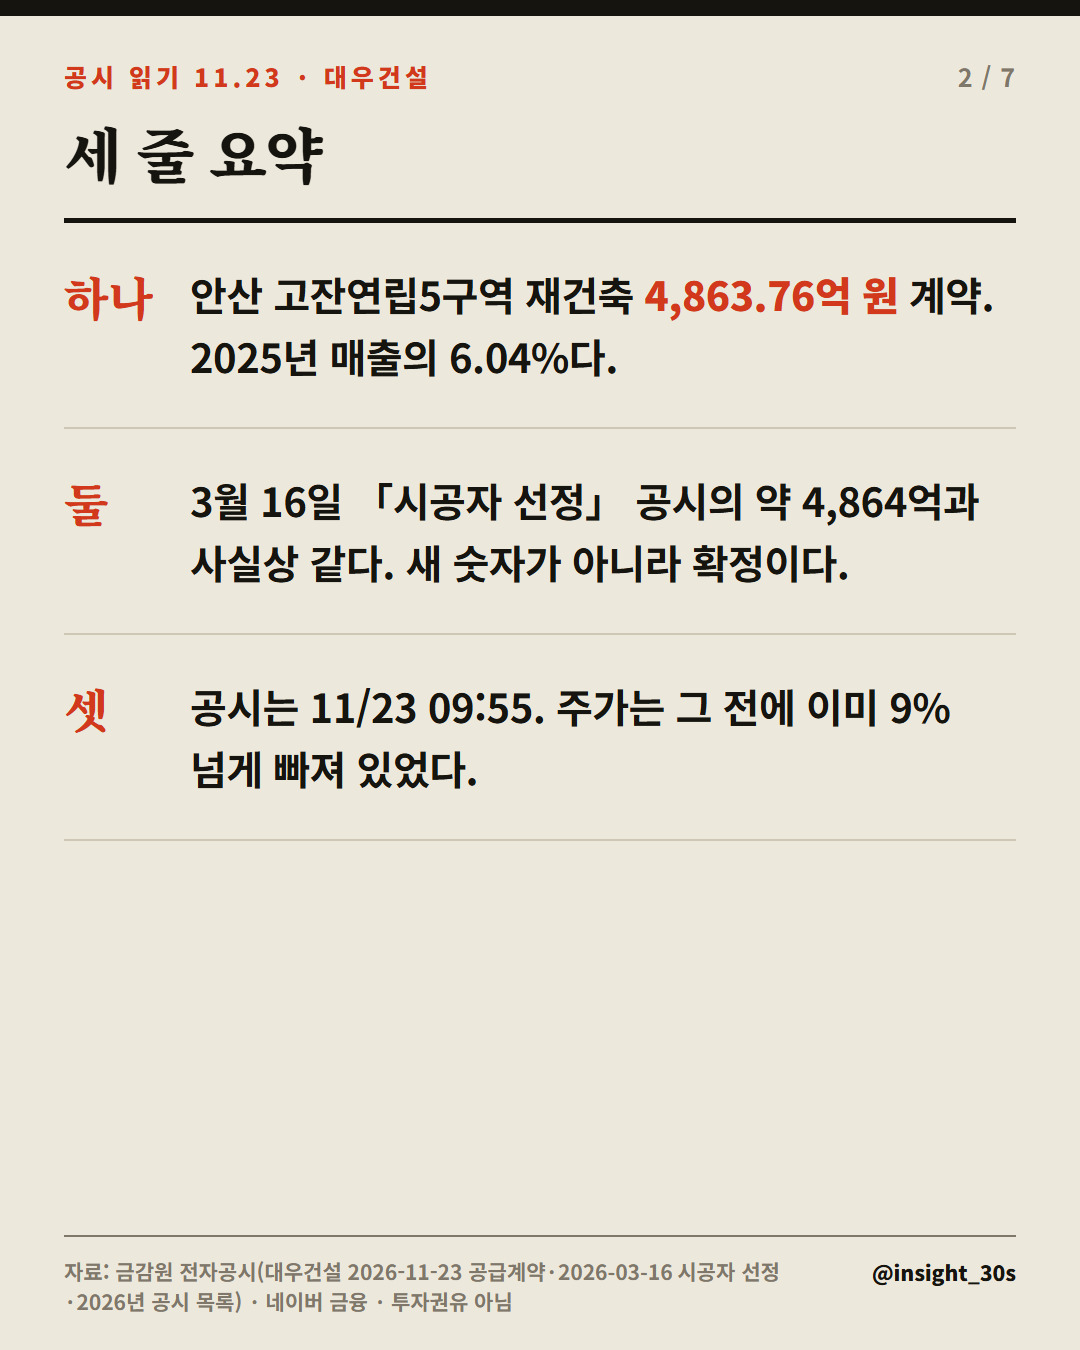 공시 읽기 11.23 · 대우건설
2 / 7
세 줄 요약
하나
안산 고잔연립5구역 재건축 4,863.76억 원 계약.
2025년 매출의 6.04%다.
둘
3월 16일 「시공자 선정」 공시의 약 4,864억과
사실상 같다. 새 숫자가 아니라 확정이다.
셋
공시는 11/23 09:55. 주가는 그 전에 이미 9%
넘게 빠져 있었다.
자료: 금감원 전자공시(대우건설 2026-11-23 공급계약·2026-03-16 시공자 선정
·2026년 공시 목록) · 네이버 금융 · 투자권유 아님
@insight_30s